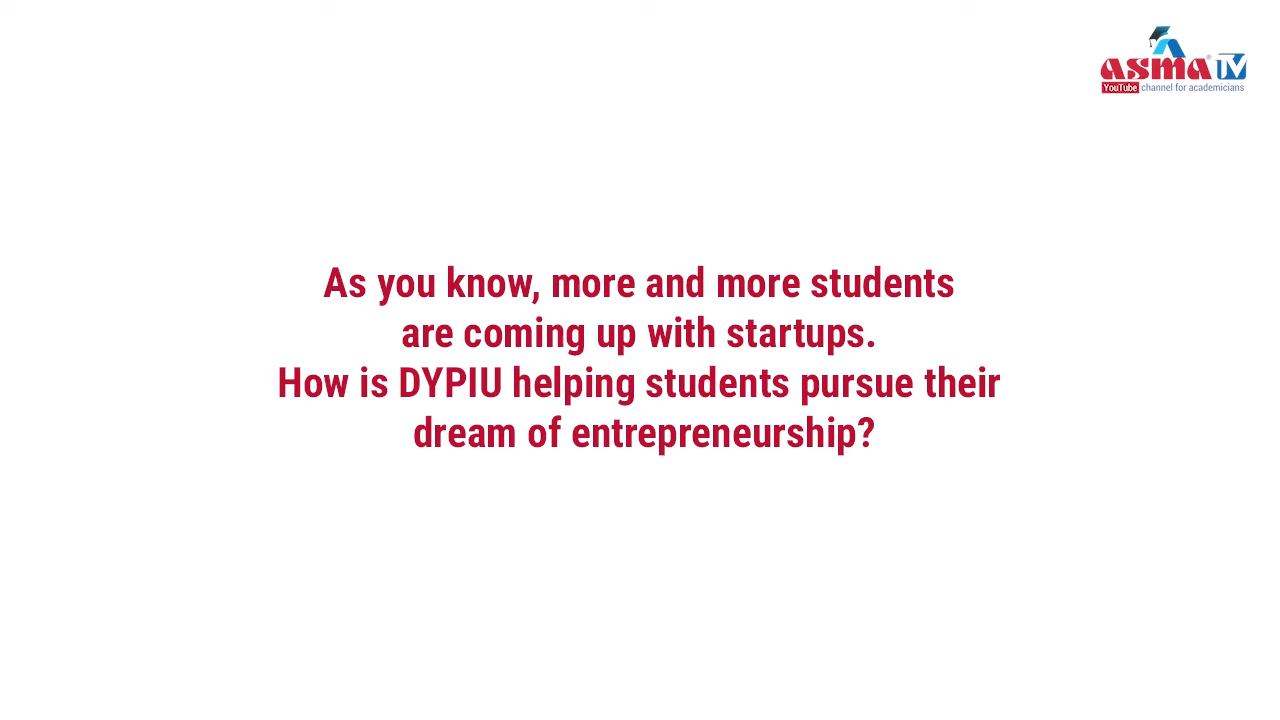 asma TV
YouTube channel for academicians
As you know, more and more students
are coming up with startups.
How is DYPIU helping students pursue their
dream of entrepreneurship?